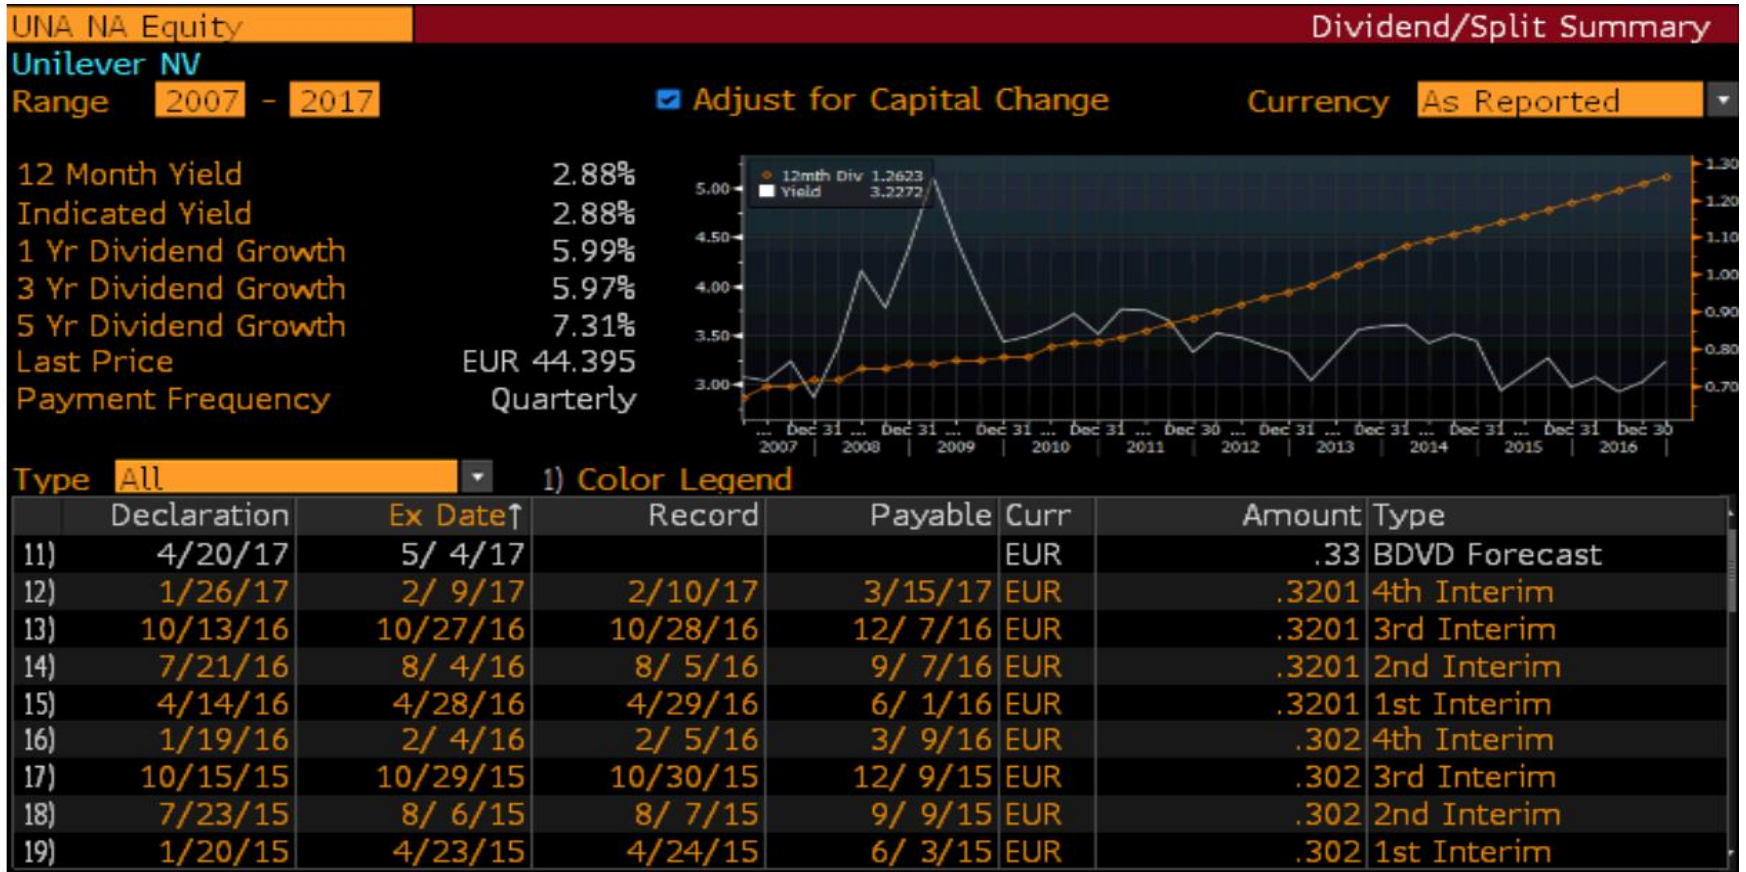 UNA NA Equity Dividend/Split Summary
Unilever NV
Range 2007 - 2017 Adjust for Capital Change Currency As Reported
12 Month Yield 2.88%
Indicated Yield 2.88%
1 Yr Dividend Growth 5.99%
3 Yr Dividend Growth 5.97%
5 Yr Dividend Growth 7.31%
Last Price EUR 44.395
Payment Frequency Quarterly
12mth Div 1.2623
Yield 3.2272
5.00
4.50
4.00
3.50
3.00
1.30
1.20
1.10
1.00
0.90
0.80
0.70
... Dec 31 ... Dec 31 ... Dec 31 ... Dec 31 ... Dec 30 ... Dec 31 ... Dec 31 ... Dec 31 ... Dec 31 Dec 30
2007 2008 2009 2010 2011 2012 2013 2014 2015 2016
Type All 1) Color Legend
Declaration Ex Date↑ Record Payable Curr Amount Type
11) 4/20/17 5/ 4/17 EUR .33 BDVD Forecast
12) 1/26/17 2/ 9/17 2/10/17 3/15/17 EUR .3201 4th Interim
13) 10/13/16 10/27/16 10/28/16 12/ 7/16 EUR .3201 3rd Interim
14) 7/21/16 8/ 4/16 8/ 5/16 9/ 7/16 EUR .3201 2nd Interim
15) 4/14/16 4/28/16 4/29/16 6/ 1/16 EUR .3201 1st Interim
16) 1/19/16 2/ 4/16 2/ 5/16 3/ 9/16 EUR .302 4th Interim
17) 10/15/15 10/29/15 10/30/15 12/ 9/15 EUR .302 3rd Interim
18) 7/23/15 8/ 6/15 8/ 7/15 9/ 9/15 EUR .302 2nd Interim
19) 1/20/15 4/23/15 4/24/15 6/ 3/15 EUR .302 1st Interim